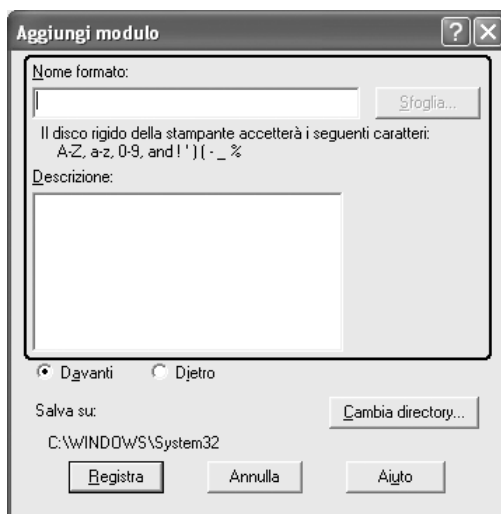 Aggiungi modulo
Nome formato:
Sfoglia...
Il disco rigido della stampante accetterà i seguenti caratteri:
A-Z, a-z, 0-9, and ! ' ) ( - _ %
Descrizione:
Davanti
Dietro
Salva su:
Cambia directory...
C:\WINDOWS\System32
Registra
Annulla
Aiuto